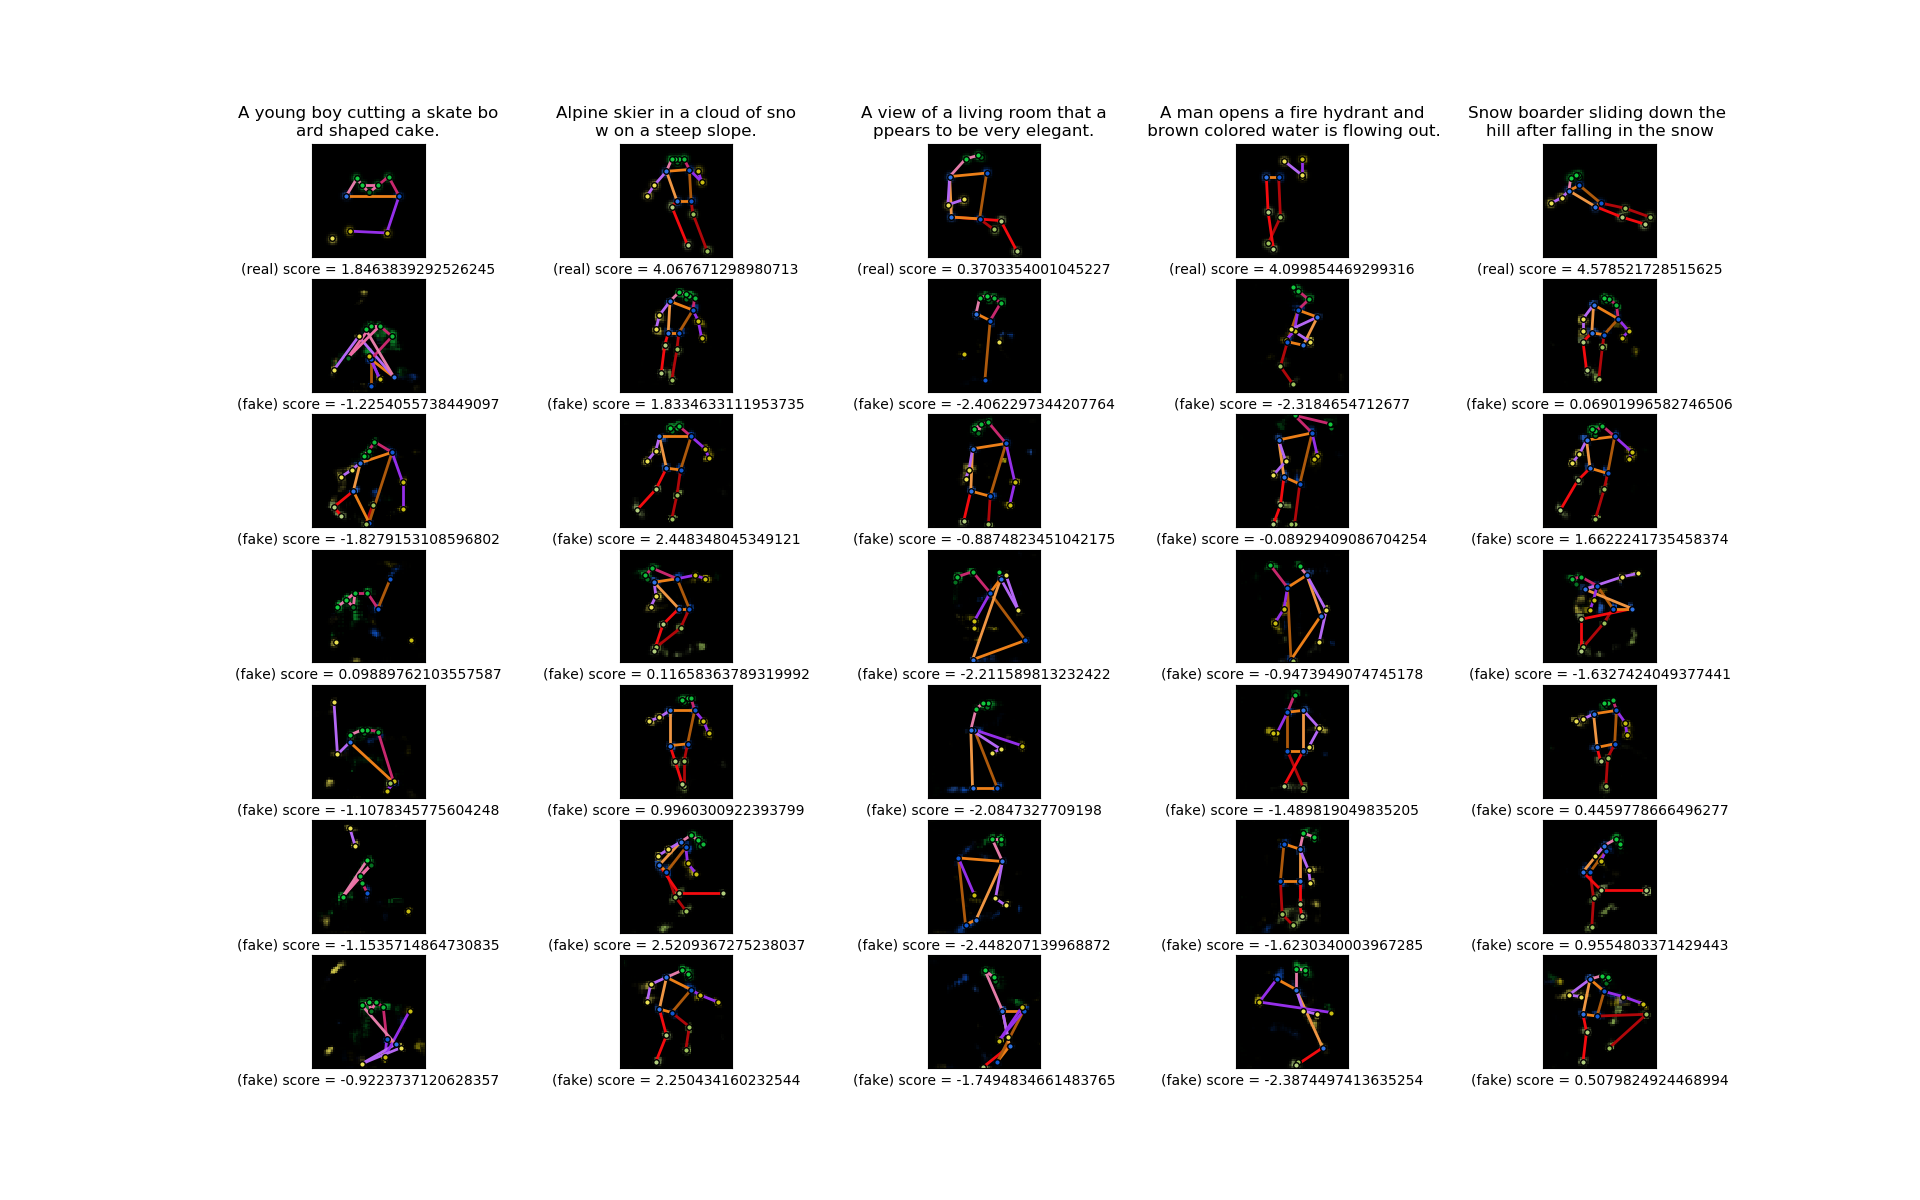 A young boy cutting a skate bo
ard shaped cake.
Alpine skier in a cloud of sno
w on a steep slope.
A view of a living room that a
ppears to be very elegant.
A man opens a fire hydrant and
brown colored water is flowing out.
Snow boarder sliding down the
hill after falling in the snow
(real) score = 1.8463839292526245
(real) score = 4.067671298980713
(real) score = 0.3703354001045227
(real) score = 4.099854469299316
(real) score = 4.578521728515625
(fake) score = -1.2254055738449097
(fake) score = 1.8334633111953735
(fake) score = -2.4062297344207764
(fake) score = -2.3184654712677
(fake) score = 0.06901996582746506
(fake) score = -1.8279153108596802
(fake) score = 2.448348045349121
(fake) score = -0.8874823451042175
(fake) score = -0.08929409086704254
(fake) score = 1.6622241735458374
(fake) score = 0.09889762103557587
(fake) score = 0.11658363789319992
(fake) score = -2.211589813232422
(fake) score = -0.9473949074745178
(fake) score = -1.6327424049377441
(fake) score = -1.1078345775604248
(fake) score = 0.9960300922393799
(fake) score = -2.0847327709198
(fake) score = -1.489819049835205
(fake) score = 0.4459778666496277
(fake) score = -1.1535714864730835
(fake) score = 2.5209367275238037
(fake) score = -2.448207139968872
(fake) score = -1.6230340003967285
(fake) score = 0.9554803371429443
(fake) score = -0.9223737120628357
(fake) score = 2.250434160232544
(fake) score = -1.7494834661483765
(fake) score = -2.3874497413635254
(fake) score = 0.5079824924468994